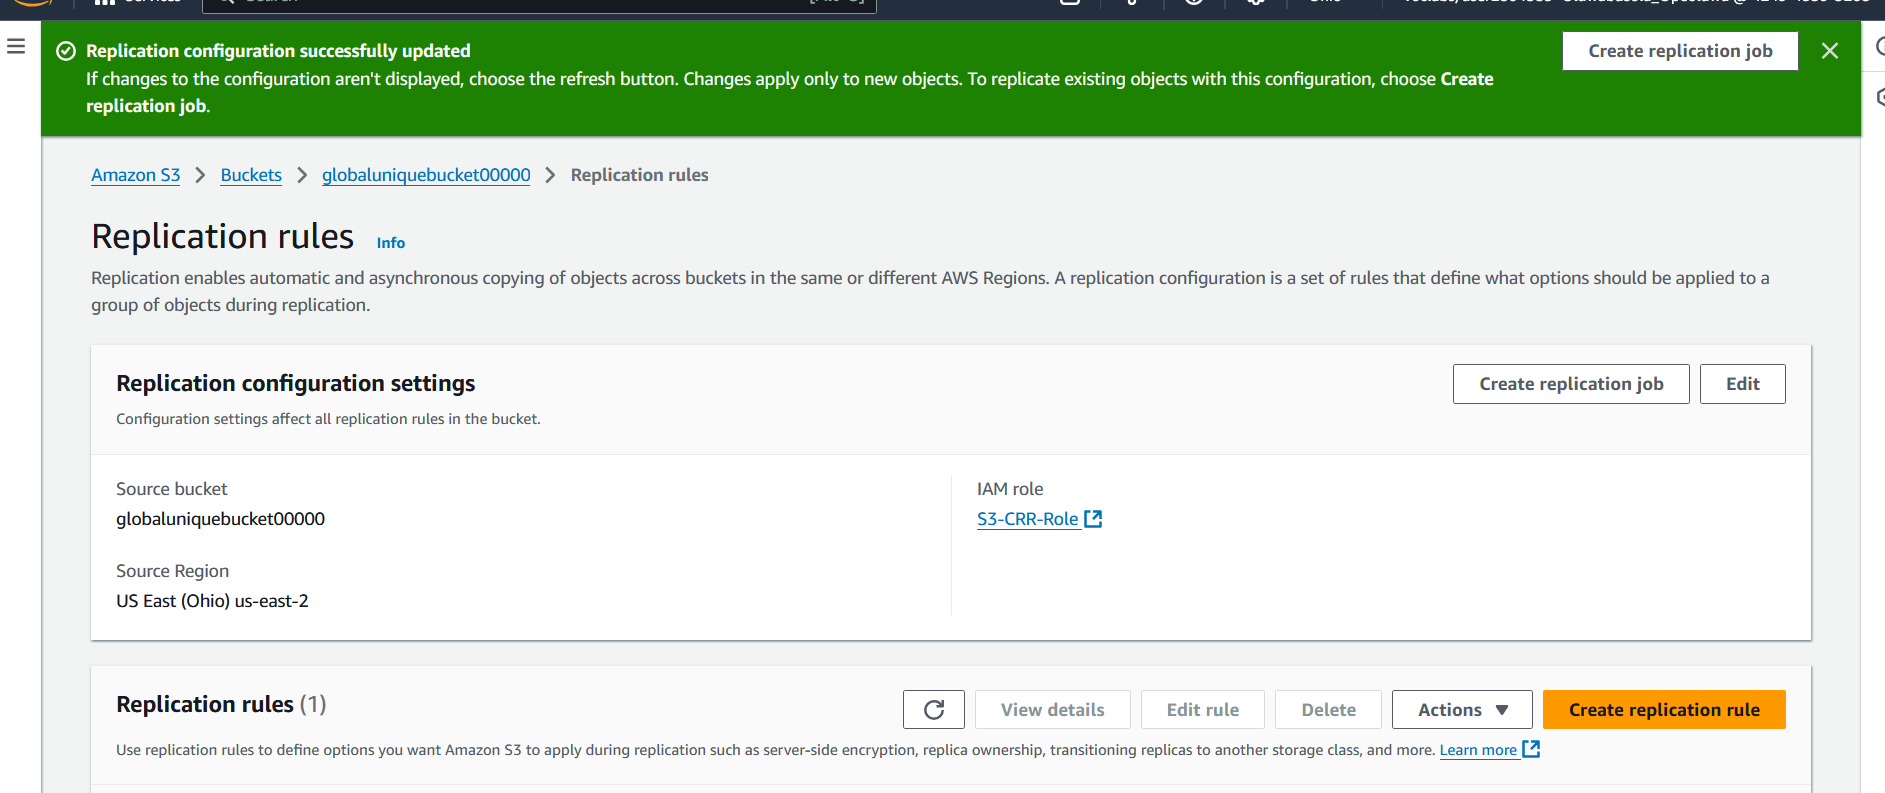 Replication configuration successfully updated
Create replication job
If changes to the configuration aren't displayed, choose the refresh button. Changes apply only to new objects. To replicate existing objects with this configuration, choose Create
replication job.
Amazon S3 > Buckets > globaluniquebucket00000 > Replication rules
Replication rules Info
Replication enables automatic and asynchronous copying of objects across buckets in the same or different AWS Regions. A replication configuration is a set of rules that define what options should be applied to a
group of objects during replication.
Replication configuration settings
Create replication job Edit
Configuration settings affect all replication rules in the bucket.
Source bucket
globaluniquebucket00000
Source Region
US East (Ohio) us-east-2
IAM role
S3-CRR-Role
Replication rules (1)
View details Edit rule Delete Actions Create replication rule
Use replication rules to define options you want Amazon S3 to apply during replication such as server-side encryption, replica ownership, transitioning replicas to another storage class, and more. Learn more